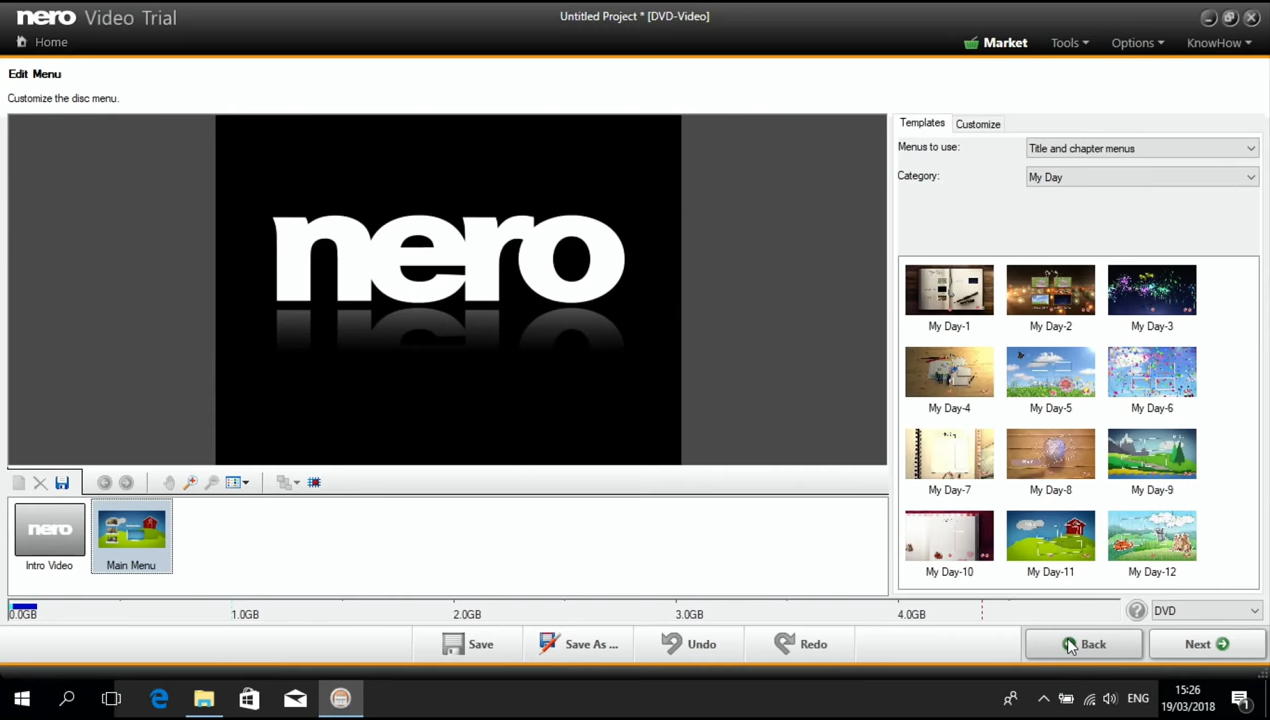 nero Video Trial
Untitled Project * [DVD-Video]
Home
Market
Tools
Options
KnowHow
Edit Menu
Customize the disc menu.
nero
Templates
Customize
Menus to use:
Title and chapter menus
Category:
My Day
My Day-1
My Day-2
My Day-3
My Day-4
My Day-5
My Day-6
My Day-7
My Day-8
My Day-9
My Day-10
My Day-11
My Day-12
nero
Intro Video
Main Menu
0.0GB
1.0GB
2.0GB
3.0GB
4.0GB
DVD
Save
Save As ...
Undo
Redo
Back
Next
ENG
15:26
19/03/2018